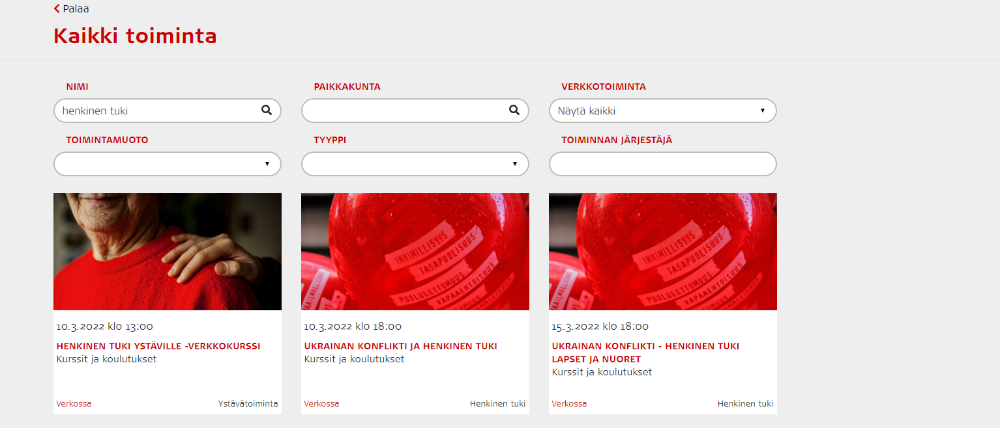 Palaa
Kaikki toiminta
NIMI
PAIKKAKUNTA
VERKKOTOIMINTA
henkinen tuki
Näytä kaikki
TOIMINTAMUOTO
TYYPPI
TOIMINNAN JÄRJESTÄJÄ
INHIMILLISYYS
TASAPUOLISUUS
PUOLUEETTOMUUS
VAPAAEHTOISUUS
INHIMILLISYYS
TASAPUOLISUUS
PUOLUEETTOMUUS
VAPAAEHTOISUUS
10.3.2022 klo 13:00
HENKINEN TUKI YSTÄVILLE -VERKKOKURSSI
Kurssit ja koulutukset
Verkossa
Ystävätoiminta
10.3.2022 klo 18:00
UKRAINAN KONFLIKTI JA HENKINEN TUKI
Kurssit ja koulutukset
Verkossa
Henkinen tuki
15.3.2022 klo 18:00
UKRAINAN KONFLIKTI - HENKINEN TUKI
LAPSET JA NUORET
Kurssit ja koulutukset
Verkossa
Henkinen tuki